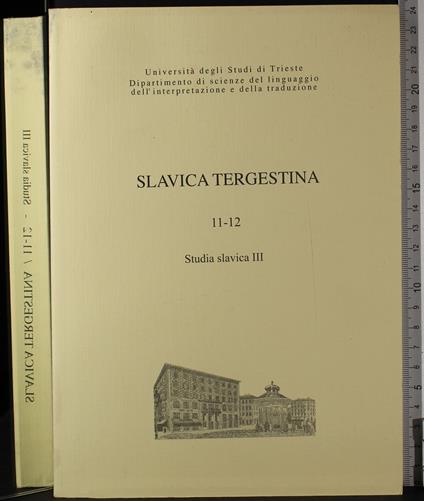 Università degli Studi di Trieste
Dipartimento di scienze del linguaggio
dell'interpretazione e della traduzione
SLAVICA TERGESTINA
11-12
Studia slavica III
SLAVICA TERGESTINA / 11-12 - Studia slavica III